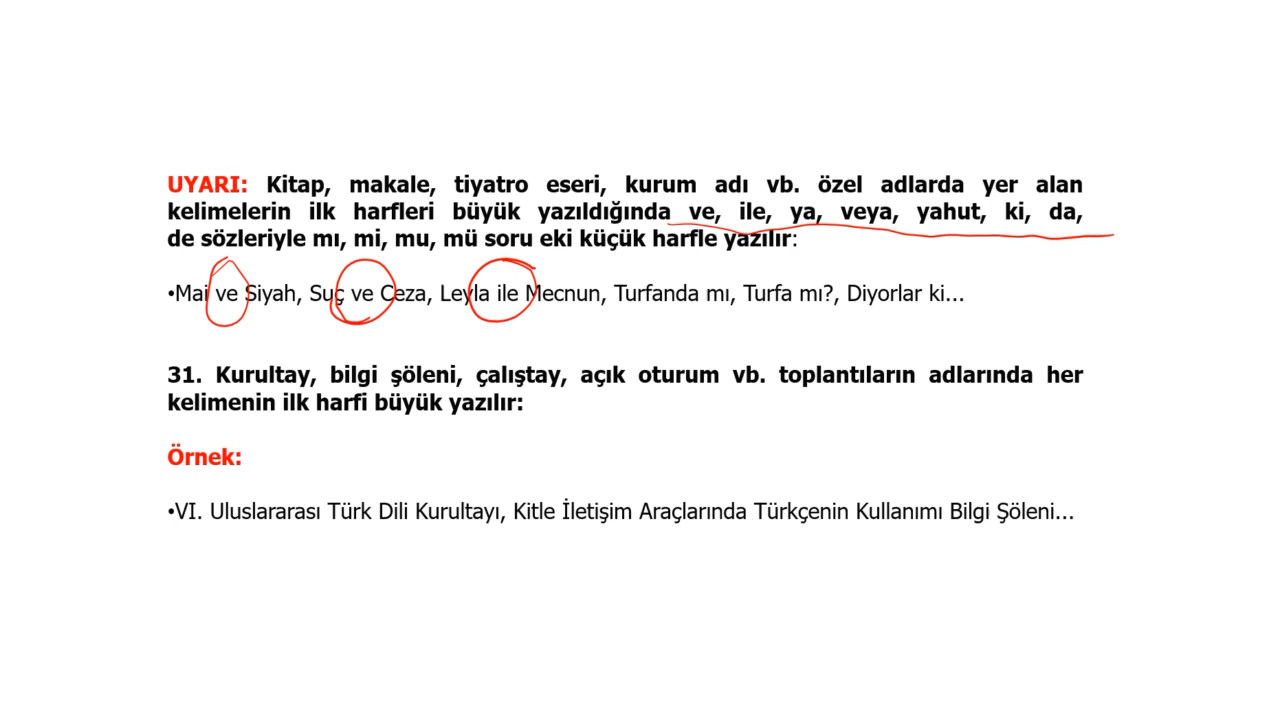 UYARI: Kitap, makale, tiyatro eseri, kurum adı vb. özel adlarda yer alan
kelimelerin ilk harfleri büyük yazıldığında ve, ile, ya, veya, yahut, ki, da,
de sözleriyle mı, mi, mu, mü soru eki küçük harfle yazılır:
•Mai ve Siyah, Suç ve Ceza, Leyla ile Mecnun, Turfanda mı, Turfa mı?, Diyorlar ki...
31. Kurultay, bilgi şöleni, çalıştay, açık oturum vb. toplantıların adlarında her
kelimenin ilk harfi büyük yazılır:
Örnek:
•VI. Uluslararası Türk Dili Kurultayı, Kitle İletişim Araçlarında Türkçenin Kullanımı Bilgi Şöleni...